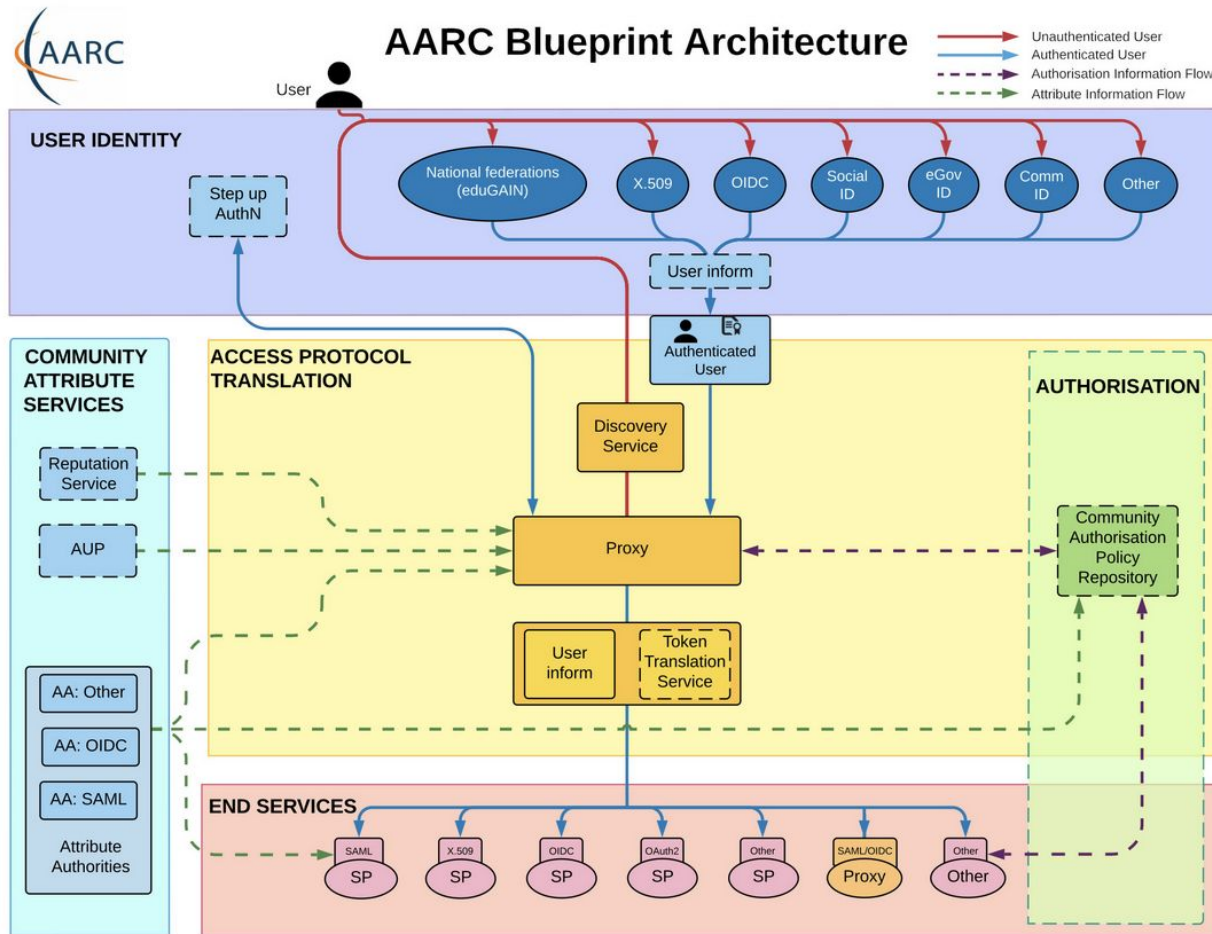 AARC
AARC Blueprint Architecture
Unauthenticated User
Authenticated User
Authorisation Information Flow
Attribute Information Flow
User
USER IDENTITY
National federations
(eduGAIN)
X.509
OIDC
Social
ID
eGov
ID
Comm
ID
Other
Step up
AuthN
User inform
Authenticated
User
COMMUNITY
ATTRIBUTE
SERVICES
ACCESS PROTOCOL
TRANSLATION
AUTHORISATION
Discovery
Service
Reputation
Service
AUP
Proxy
Community
Authorisation
Policy
Repository
User
inform
Token
Translation
Service
AA: Other
AA: OIDC
AA: SAML
Attribute
Authorities
END SERVICES
SAML
SP
X.509
SP
OIDC
SP
OAuth2
SP
Other
SP
SAML/OIDC
Proxy
Other
Other